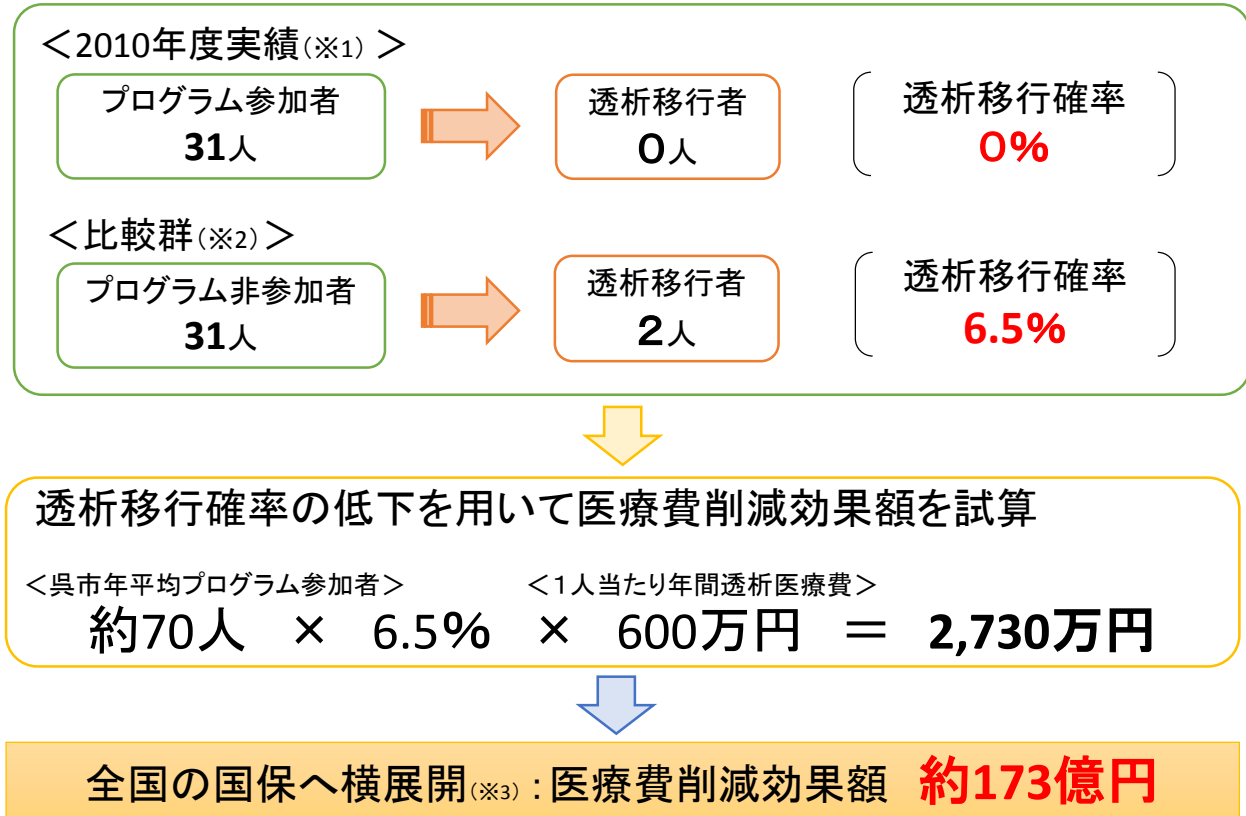 ＜2010年度実績(※1)＞
プログラム参加者
31人
透析移行者
0人
透析移行確率
0%
＜比較群(※2)＞
プログラム非参加者
31人
透析移行者
2人
透析移行確率
6.5%
透析移行確率の低下を用いて医療費削減効果額を試算
＜呉市年平均プログラム参加者＞ ＜１人当たり年間透析医療費＞
約70人 × 6.5% × 600万円 ＝ 2,730万円
全国の国保へ横展開(※3)：医療費削減効果額 約173億円